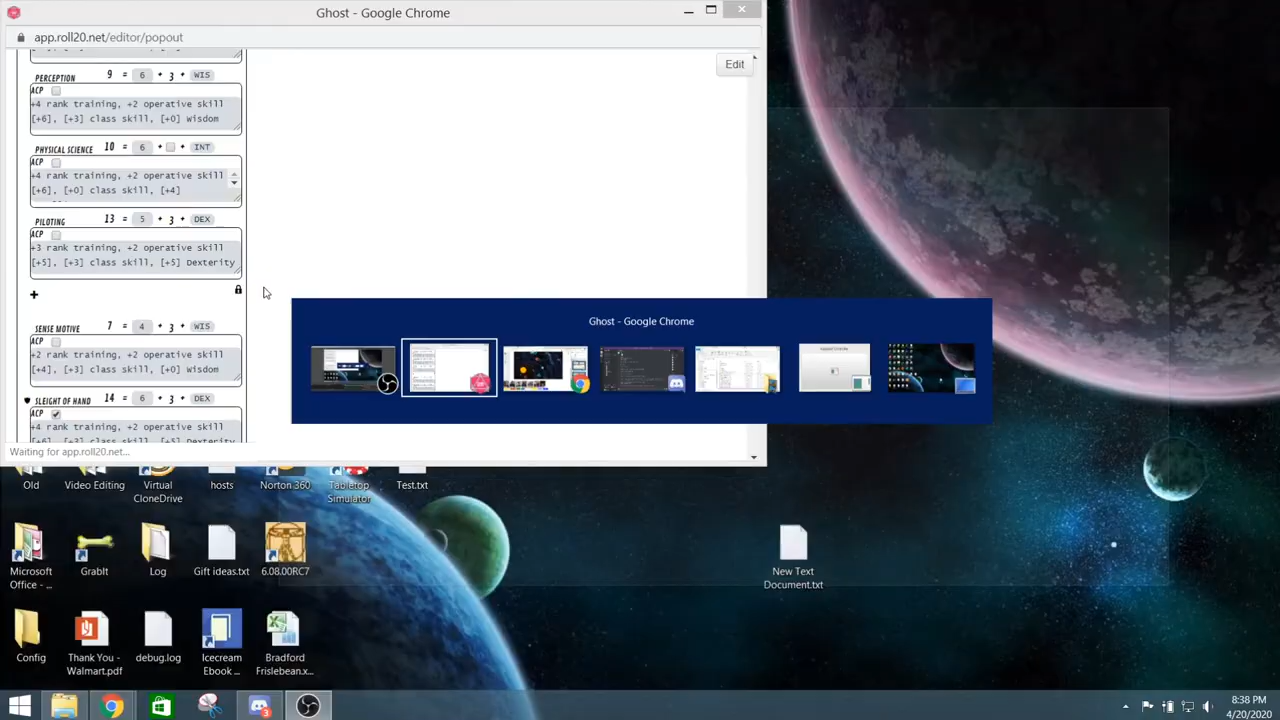 Ghost - Google Chrome
app.roll20.net/editor/popout
Edit
PERCEPTION 9 = 6 + 3 + WIS
ACP
+4 rank training, +2 operative skill
[+6], [+3] class skill, [+0] Wisdom
PHYSICAL SCIENCE 10 = 6 + + INT
ACP
+4 rank training, +2 operative skill
[+6], [+0] class skill, [+4]
PILOTING 13 = 5 + 3 + DEX
ACP
+3 rank training, +2 operative skill
[+5], [+3] class skill, [+5] Dexterity
+
SENSE MOTIVE 7 = 4 + 3 + WIS
ACP
+2 rank training, +2 operative skill
[+4], [+3] class skill, [+0] Wisdom
SLEIGHT OF HAND 14 = 6 + 3 + DEX
ACP
+4 rank training, +2 operative skill
[+6], [+3] class skill, [+5] Dexterity
Waiting for app.roll20.net...
Ghost - Google Chrome
Old
Video Editing
Virtual
CloneDrive
hosts
Norton 360
Tabletop
Simulator
Test.txt
Microsoft
Office - ...
GrabIt
Log
Gift ideas.txt
6.08.00RC7
New Text
Document.txt
Config
Thank You -
Walmart.pdf
debug.log
Icecream
Ebook ...
Bradford
Frislebean.x...
3
8:38 PM
4/20/2020